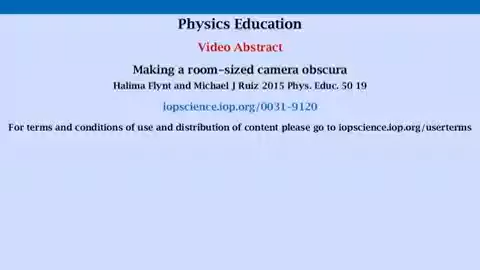 Physics Education
Video Abstract
Making a room-sized camera obscura
Halima Flynt and Michael J Ruiz 2015 Phys. Educ. 50 19
iopscience.iop.org/0031-9120
For terms and conditions of use and distribution of content please go to iopscience.iop.org/userterms